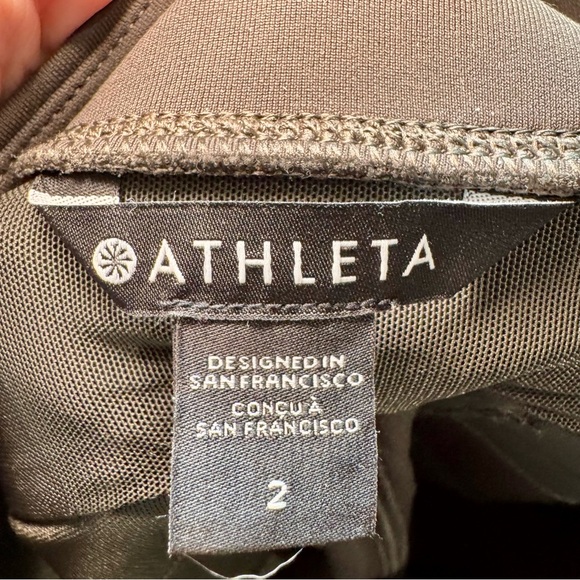 ATHLETA
DESIGNED IN
SAN FRANCISCO
CONÇU À
SAN FRANCISCO
2